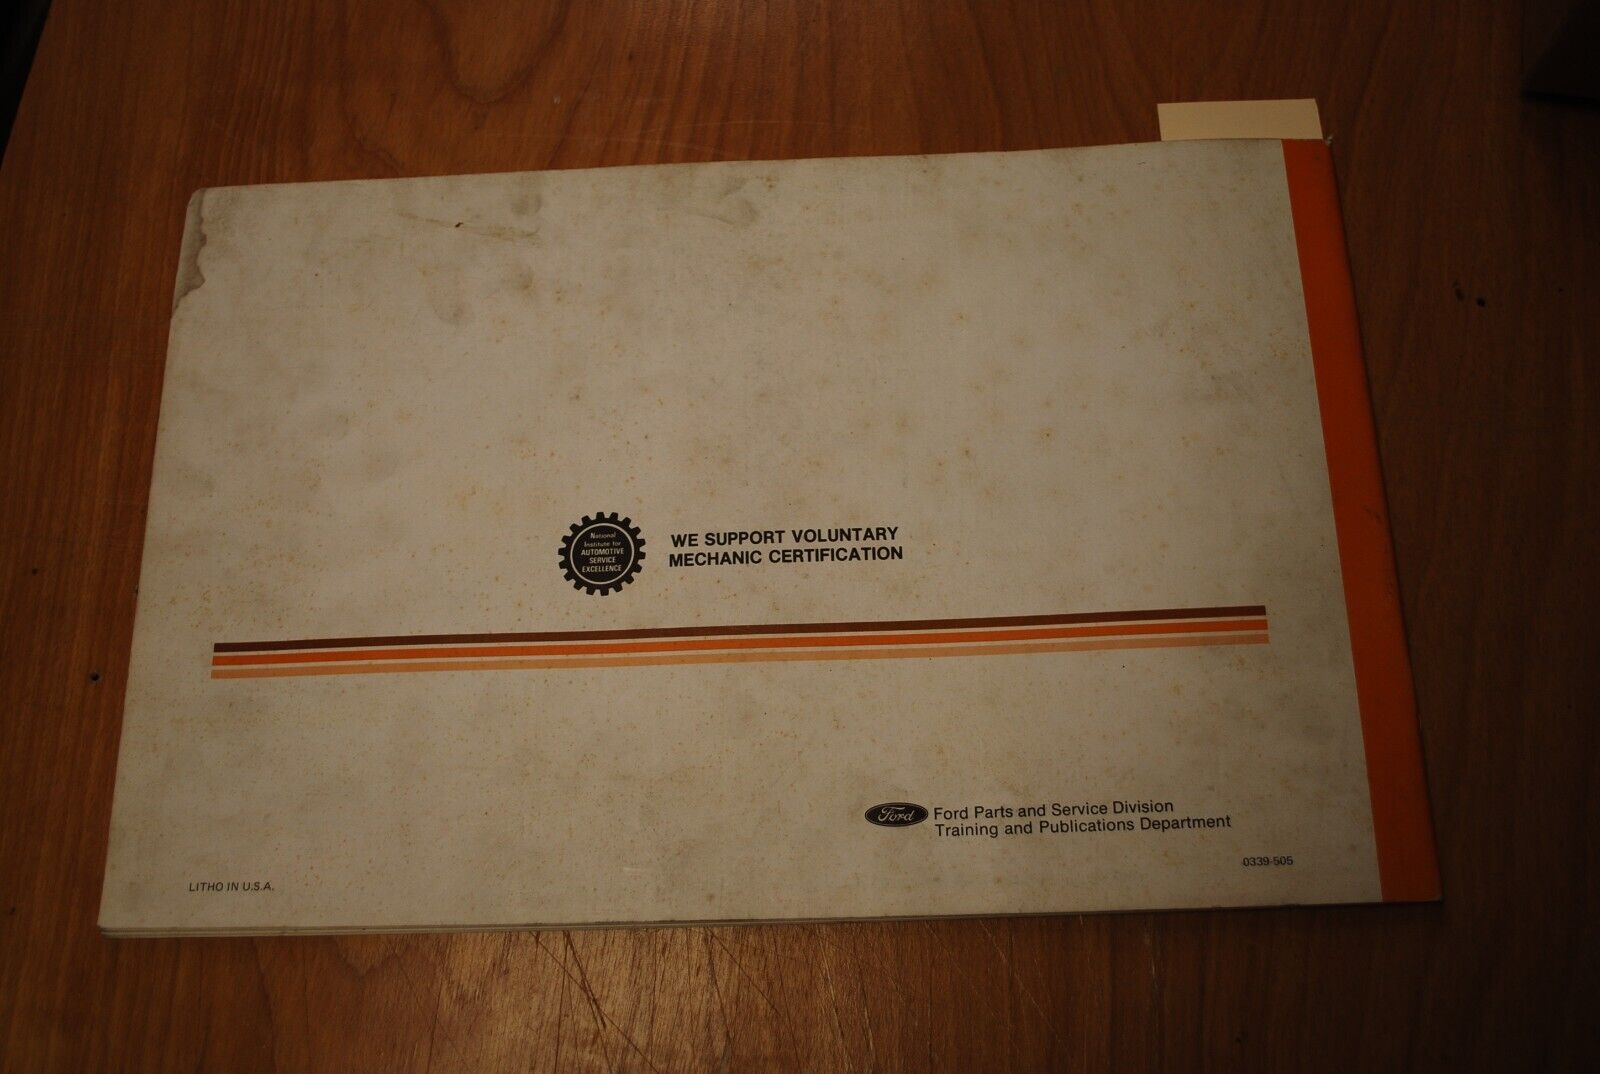 National
Institute for
AUTOMOTIVE
SERVICE
EXCELLENCE
WE SUPPORT VOLUNTARY
MECHANIC CERTIFICATION
Ford
Ford Parts and Service Division
Training and Publications Department
0339-505
LITHO IN U.S.A.